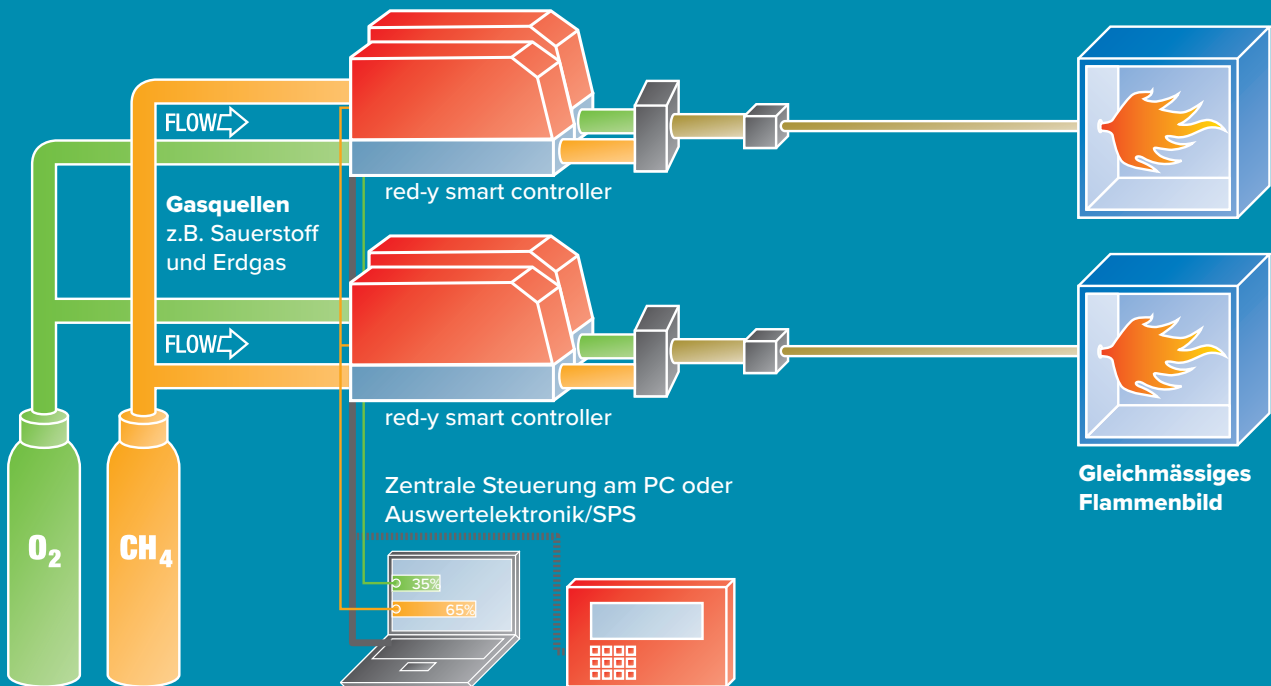 FLOW
red-y smart controller
Gasquellen
z.B. Sauerstoff
und Erdgas
FLOW
red-y smart controller
Zentrale Steuerung am PC oder
Auswertelektronik/SPS
Gleichmässiges
Flammenbild
O₂
CH₄
35%
65%